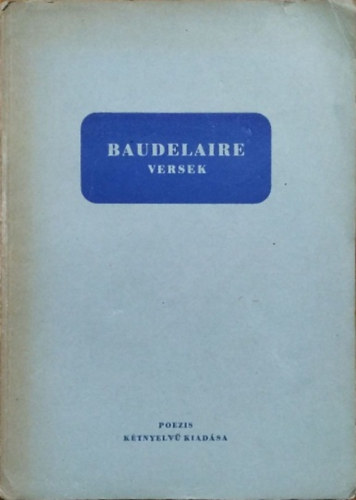 BAUDELAIRE
VERSEK
POEZIS
KÉTNYELVŰ KIADÁSA